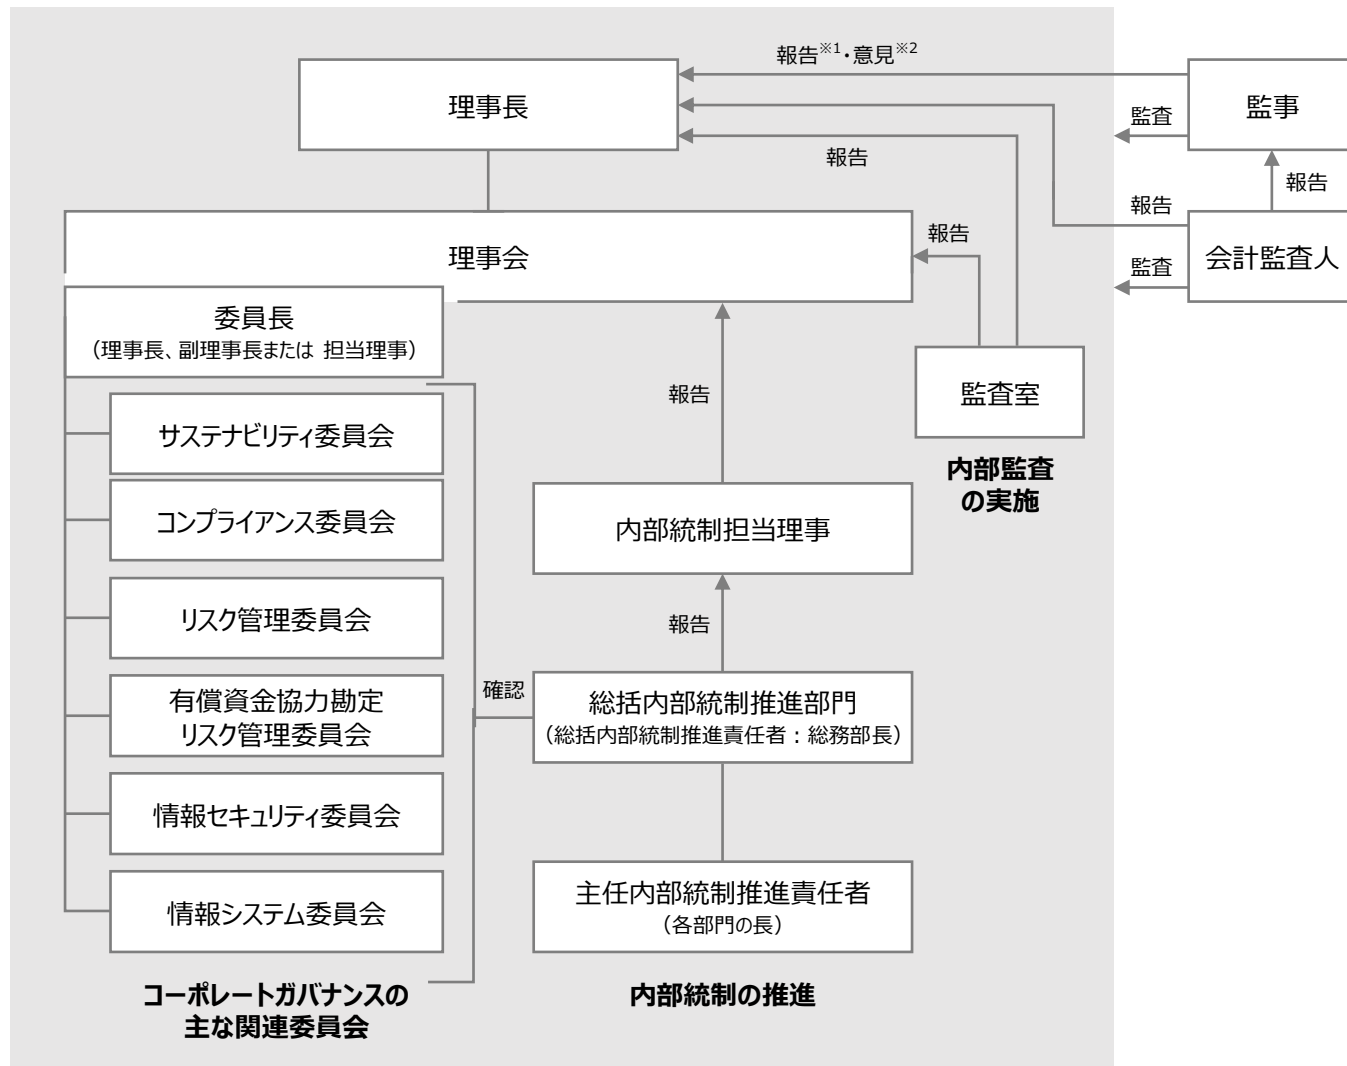 報告※1・意見※2
理事長
監事
監査
報告
報告
報告
理事会
報告
会計監査人
監査
委員長
（理事長、副理事長または 担当理事）
監査室
報告
サステナビリティ委員会
内部監査
の実施
コンプライアンス委員会
内部統制担当理事
リスク管理委員会
報告
有償資金協力勘定
リスク管理委員会
確認
総括内部統制推進部門
（総括内部統制推進責任者：総務部長）
情報セキュリティ委員会
情報システム委員会
主任内部統制推進責任者
（各部門の長）
コーポレートガバナンスの
主な関連委員会
内部統制の推進